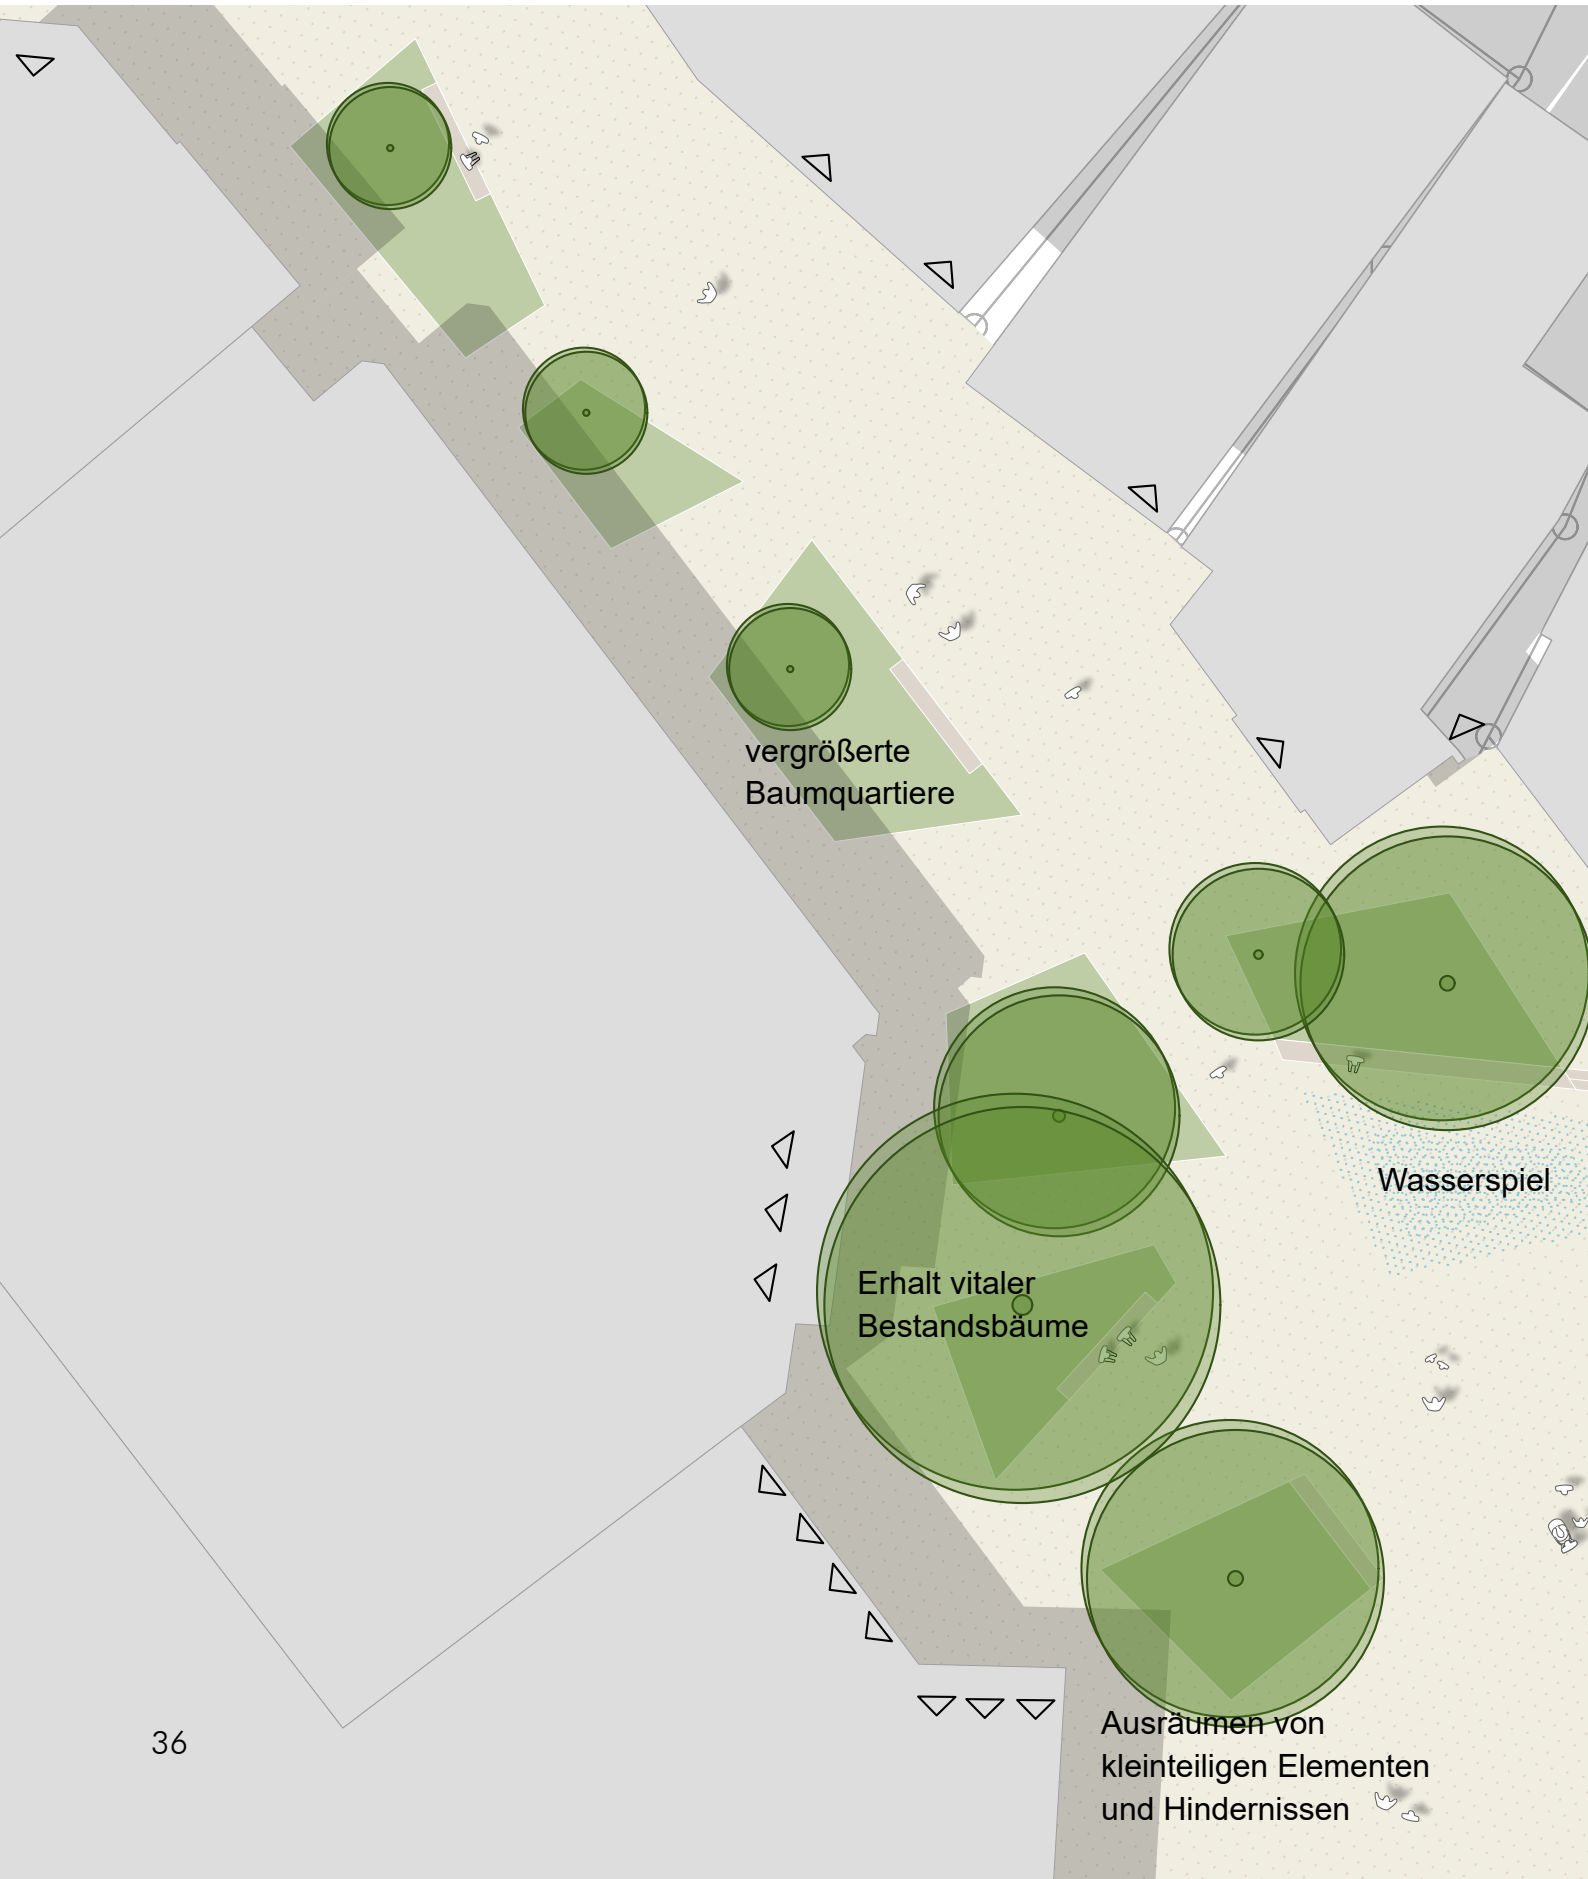 vergrößerte
Baumquartiere
Wasserspiel
Erhalt vitaler
Bestandsbäume
Ausräumen von
kleinteiligen Elementen
und Hindernissen
36